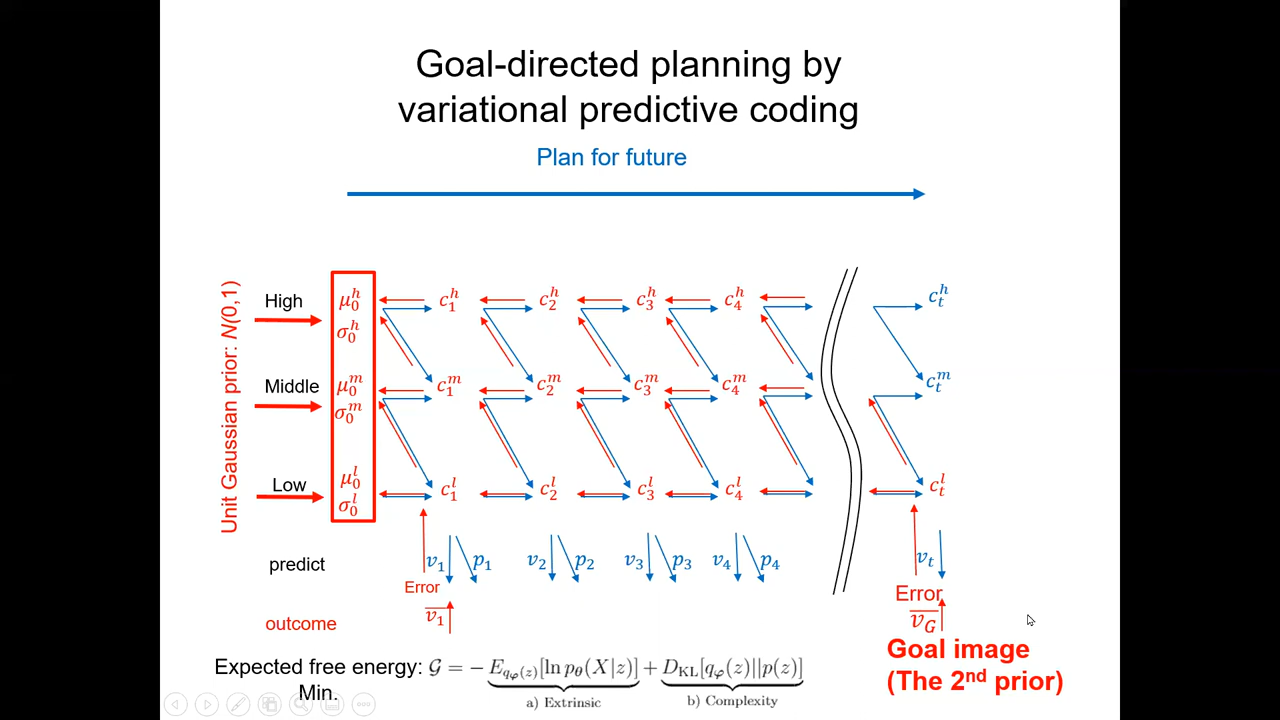 Goal-directed planning by
variational predictive coding
Plan for future
Unit Gaussian prior: N(0,1)
High
μ₀ʰ
σ₀ʰ
c₁ʰ c₂ʰ c₃ʰ c₄ʰ cₜʰ
Middle
μ₀ᵐ
σ₀ᵐ
c₁ᵐ c₂ᵐ c₃ᵐ c₄ᵐ cₜᵐ
Low
μ₀ˡ
σ₀ˡ
c₁ˡ c₂ˡ c₃ˡ c₄ˡ cₜˡ
predict
v₁ p₁ v₂ p₂ v₃ p₃ v₄ p₄ vₜ
Error Error
outcome
v̅₁ v̅_G
Goal image
(The 2nd prior)
Expected free energy: 𝒢 = − E_{qφ(z)}[ln p_θ(X|z)] + D_KL[qφ(z)||p(z)]
Min.
a) Extrinsic b) Complexity